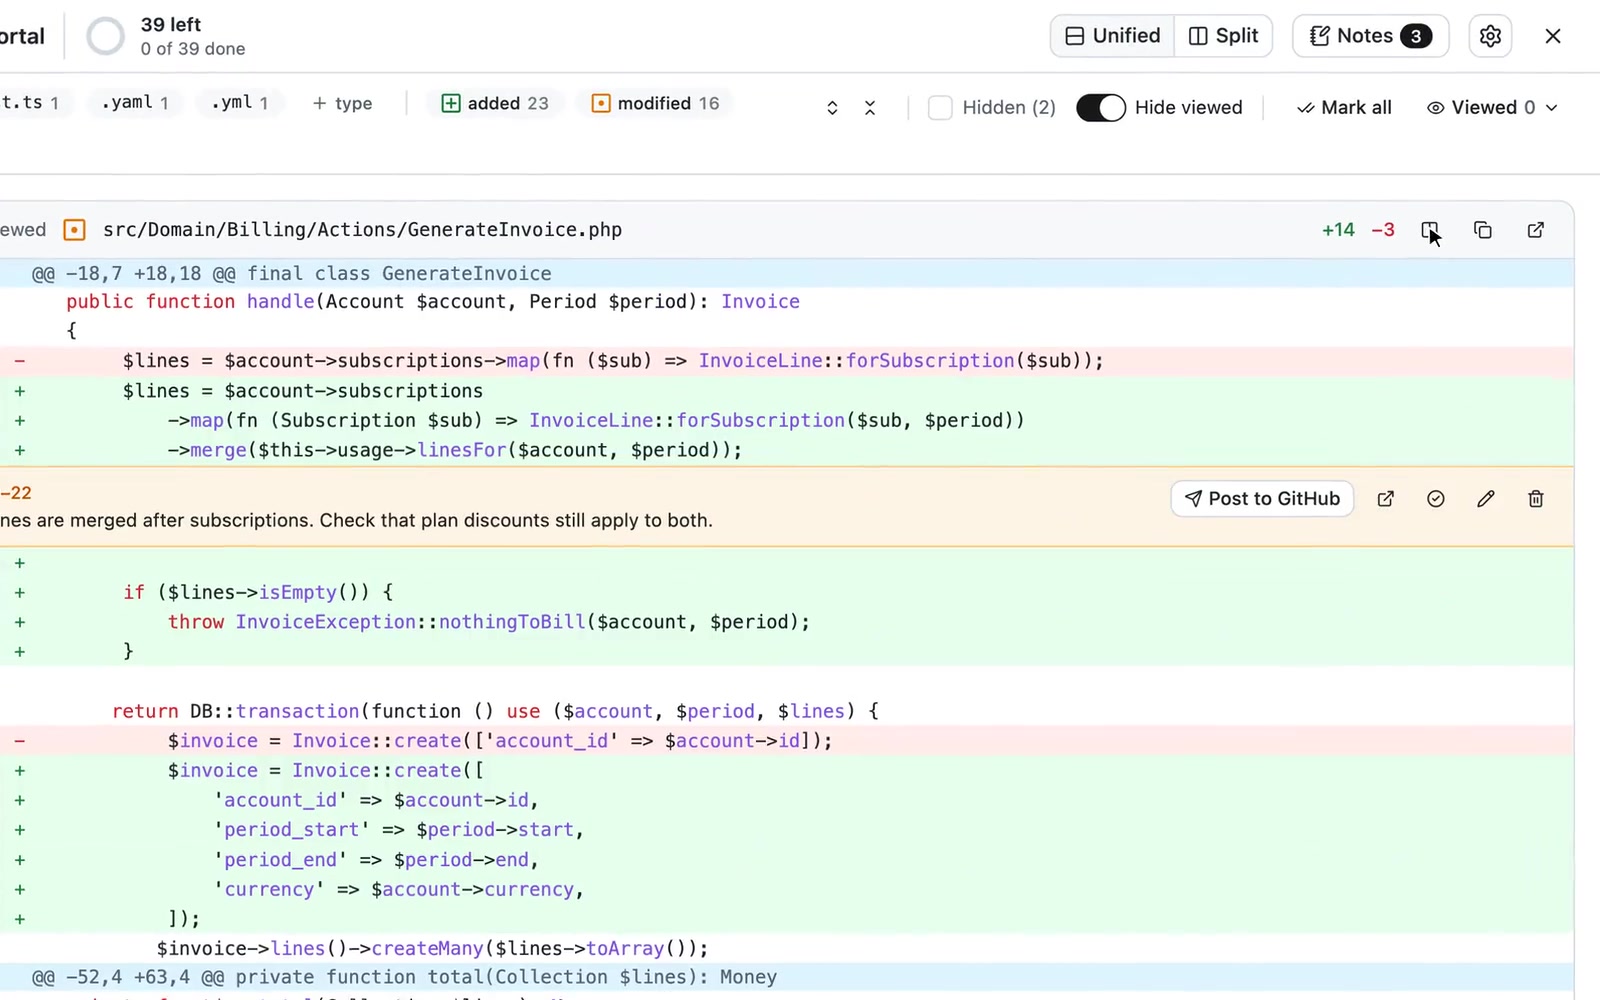 ortal
39 left
0 of 39 done
Unified
Split
Notes 3
t.ts 1
.yaml 1
.yml 1
+ type
added 23
modified 16
Hidden (2)
Hide viewed
Mark all
Viewed 0
ewed
src/Domain/Billing/Actions/GenerateInvoice.php
+14 −3
@@ −18,7 +18,18 @@ final class GenerateInvoice
public function handle(Account $account, Period $period): Invoice
{
− $lines = $account->subscriptions->map(fn ($sub) => InvoiceLine::forSubscription($sub));
+ $lines = $account->subscriptions
+ ->map(fn (Subscription $sub) => InvoiceLine::forSubscription($sub, $period))
+ ->merge($this->usage->linesFor($account, $period));
−22
Post to GitHub
nes are merged after subscriptions. Check that plan discounts still apply to both.
+
+ if ($lines->isEmpty()) {
+ throw InvoiceException::nothingToBill($account, $period);
+ }
return DB::transaction(function () use ($account, $period, $lines) {
− $invoice = Invoice::create(['account_id' => $account->id]);
+ $invoice = Invoice::create([
+ 'account_id' => $account->id,
+ 'period_start' => $period->start,
+ 'period_end' => $period->end,
+ 'currency' => $account->currency,
+ ]);
$invoice->lines()->createMany($lines->toArray());
@@ −52,4 +63,4 @@ private function total(Collection $lines): Money